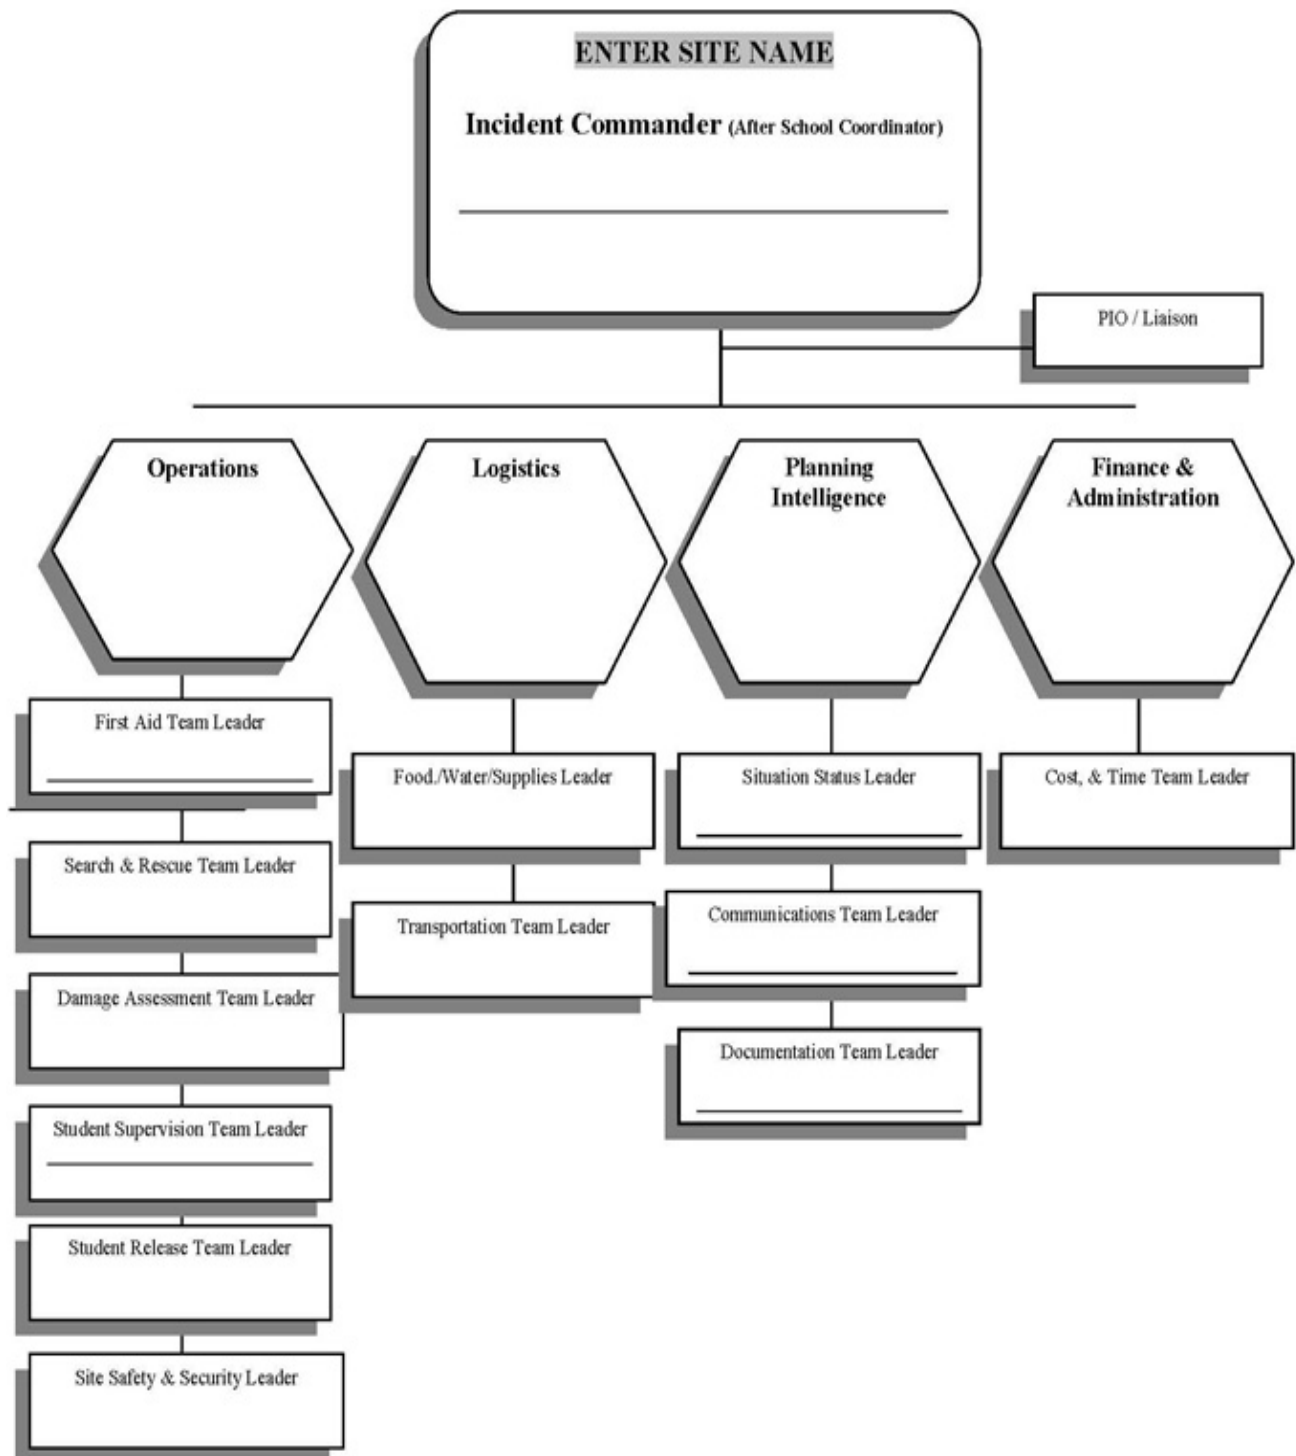 ENTER SITE NAME
Incident Commander (After School Coordinator)
PIO / Liaison
Operations
Logistics
Planning
Intelligence
Finance &
Administration
First Aid Team Leader
Search & Rescue Team Leader
Damage Assessment Team Leader
Student Supervision Team Leader
Student Release Team Leader
Site Safety & Security Leader
Food./Water/Supplies Leader
Transportation Team Leader
Situation Status Leader
Communications Team Leader
Documentation Team Leader
Cost, & Time Team Leader